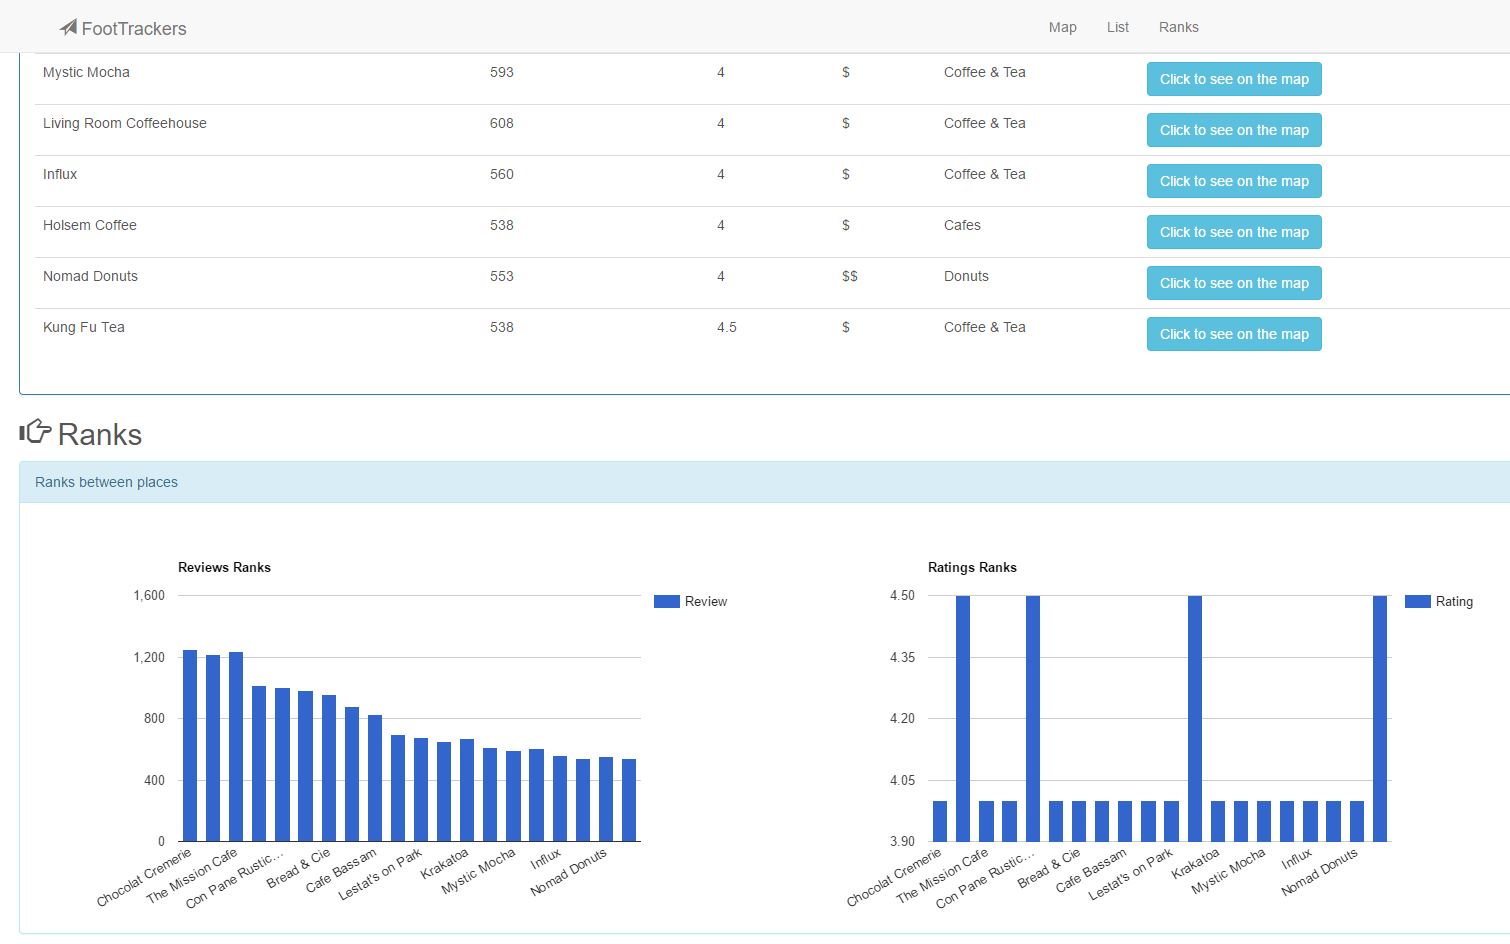 FootTrackers Map List Ranks
Mystic Mocha 593 4 $ Coffee & Tea Click to see on the map
Living Room Coffeehouse 608 4 $ Coffee & Tea Click to see on the map
Influx 560 4 $ Coffee & Tea Click to see on the map
Holsem Coffee 538 4 $ Cafes Click to see on the map
Nomad Donuts 553 4 $$ Donuts Click to see on the map
Kung Fu Tea 538 4.5 $ Coffee & Tea Click to see on the map
Ranks
Ranks between places
Reviews Ranks
1,600
1,200
800
400
0
Review
Chocolat Cremerie
The Mission Cafe
Con Pane Rustic...
Bread & Cie
Cafe Bassam
Lestat's on Park
Krakatoa
Mystic Mocha
Influx
Nomad Donuts
Ratings Ranks
4.50
4.35
4.20
4.05
3.90
Rating
Chocolat Cremerie
The Mission Cafe
Con Pane Rustic...
Bread & Cie
Cafe Bassam
Lestat's on Park
Krakatoa
Mystic Mocha
Influx
Nomad Donuts